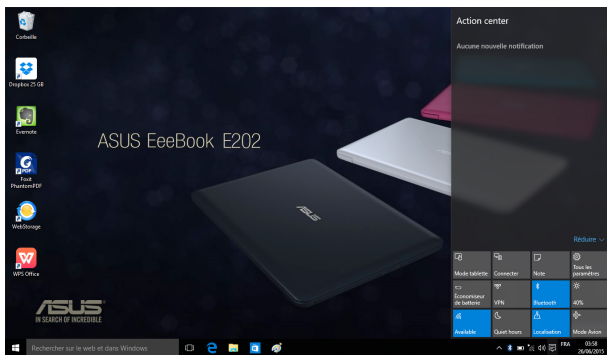 Corbeille
Dropbox 25 GB
Evernote
Foxit
PhantomPDF
WebStorage
WPS Office
ASUS EeeBook E202
ASUS
ASUS
IN SEARCH OF INCREDIBLE
Action center
Aucune nouvelle notification
Réduire
Mode tablette
Connecter
Note
Tous les
paramètres
Économiseur
de batterie
VPN
Bluetooth
40%
Available
Quiet hours
Localisation
Mode Avion
Rechercher sur le web et dans Windows
FRA
03:58
26/06/2015